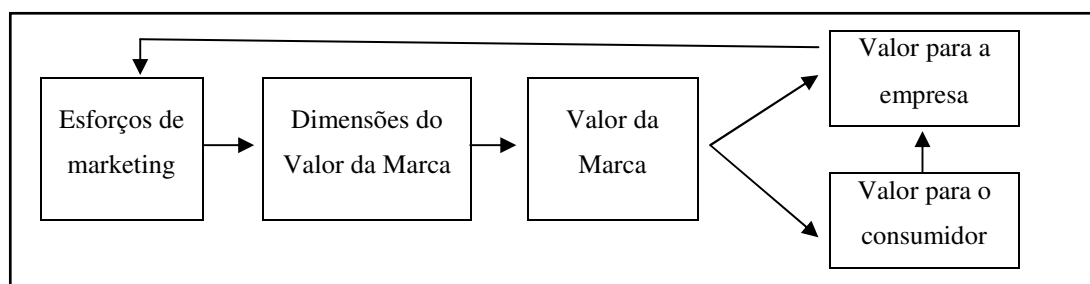 Esforços de
marketing
Dimensões do
Valor da Marca
Valor da
Marca
Valor para a
empresa
Valor para o
consumidor